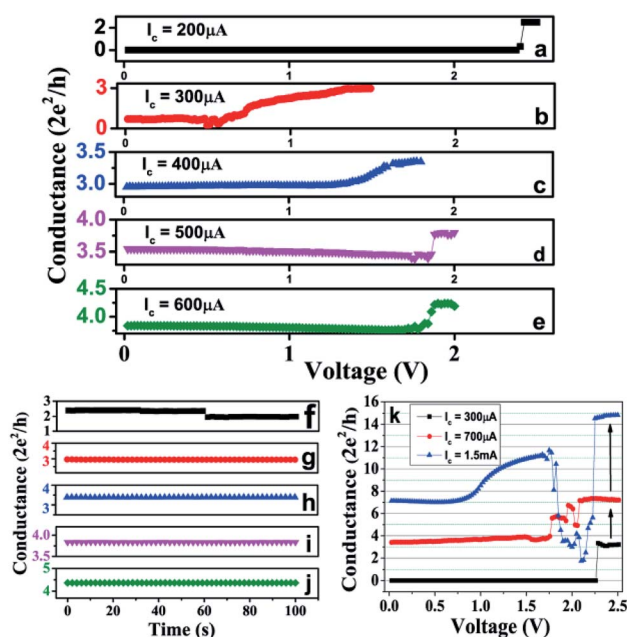 Conductance (2e²/h)
2
0
I_c = 200μA
a
0 1 2
3
0
I_c = 300μA
b
0 1 2
3.5
3.0
I_c = 400μA
c
0 1 2
4.0
3.5
I_c = 500μA
d
0 1 2
4.5
4.0
I_c = 600μA
e
0 1 2
Voltage (V)
Conductance (2e²/h)
3
2
1
f
4
3
g
4
3
h
4.0
3.5
i
5
4
j
0 20 40 60 80 100
Time (s)
Conductance (2e²/h)
16
14
12
10
8
6
4
2
0
k
I_c = 300μA
I_c = 700μA
I_c = 1.5mA
0.0 0.5 1.0 1.5 2.0 2.5
Voltage (V)